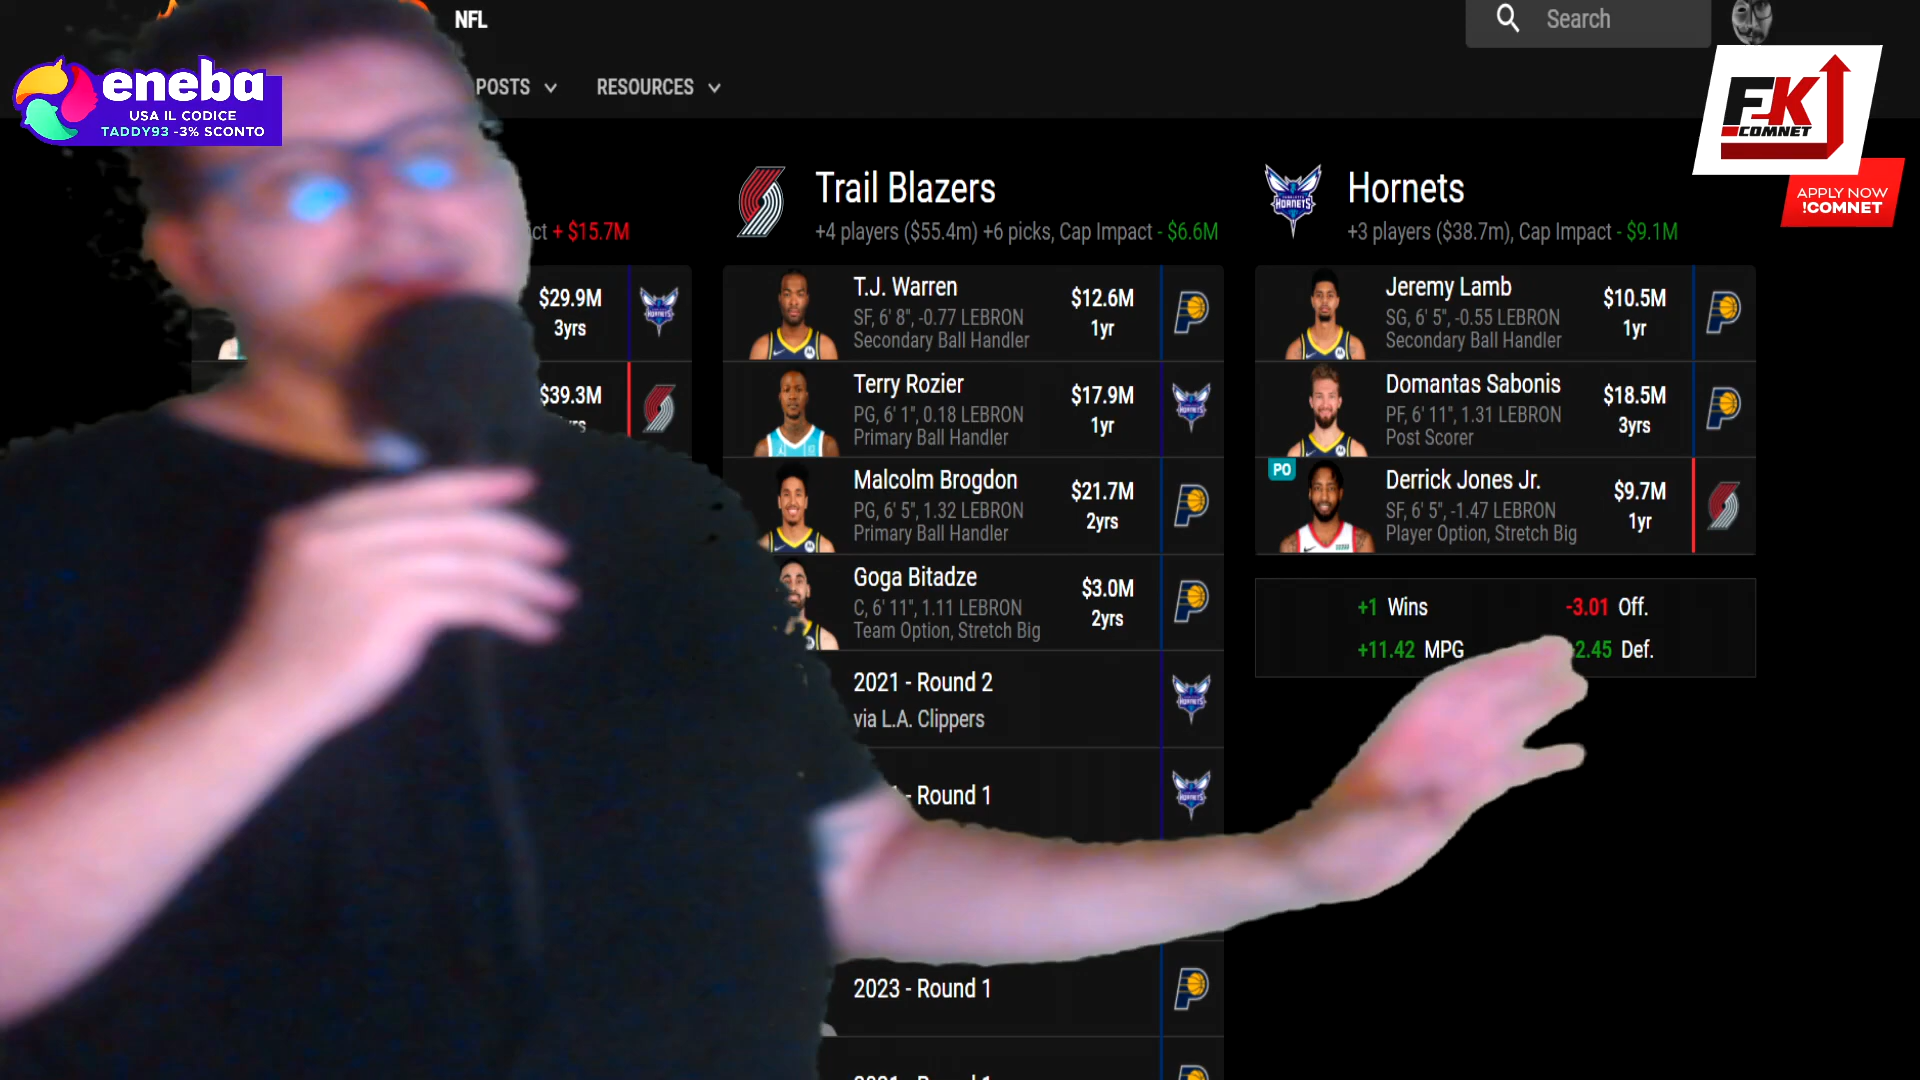 NFL
Search
eneba
USA IL CODICE
TADDY93 -3% SCONTO
POSTS
RESOURCES
COMNET
APPLY NOW
!COMNET
ct + $15.7M
$29.9M
3yrs
$39.3M
yrs
Trail Blazers
+4 players ($55.4m) +6 picks, Cap Impact - $6.6M
T.J. Warren
$12.6M
SF, 6' 8", -0.77 LEBRON
1yr
Secondary Ball Handler
Terry Rozier
$17.9M
PG, 6' 1", 0.18 LEBRON
1yr
Primary Ball Handler
Malcolm Brogdon
$21.7M
PG, 6' 5", 1.32 LEBRON
2yrs
Primary Ball Handler
Goga Bitadze
$3.0M
C, 6' 11", 1.11 LEBRON
2yrs
Team Option, Stretch Big
2021 - Round 2
via L.A. Clippers
- Round 1
2023 - Round 1
Hornets
+3 players ($38.7m), Cap Impact - $9.1M
Jeremy Lamb
$10.5M
SG, 6' 5", -0.55 LEBRON
1yr
Secondary Ball Handler
Domantas Sabonis
$18.5M
PF, 6' 11", 1.31 LEBRON
3yrs
Post Scorer
PO
Derrick Jones Jr.
$9.7M
SF, 6' 5", -1.47 LEBRON
1yr
Player Option, Stretch Big
+1 Wins
-3.01 Off.
+11.42 MPG
2.45 Def.